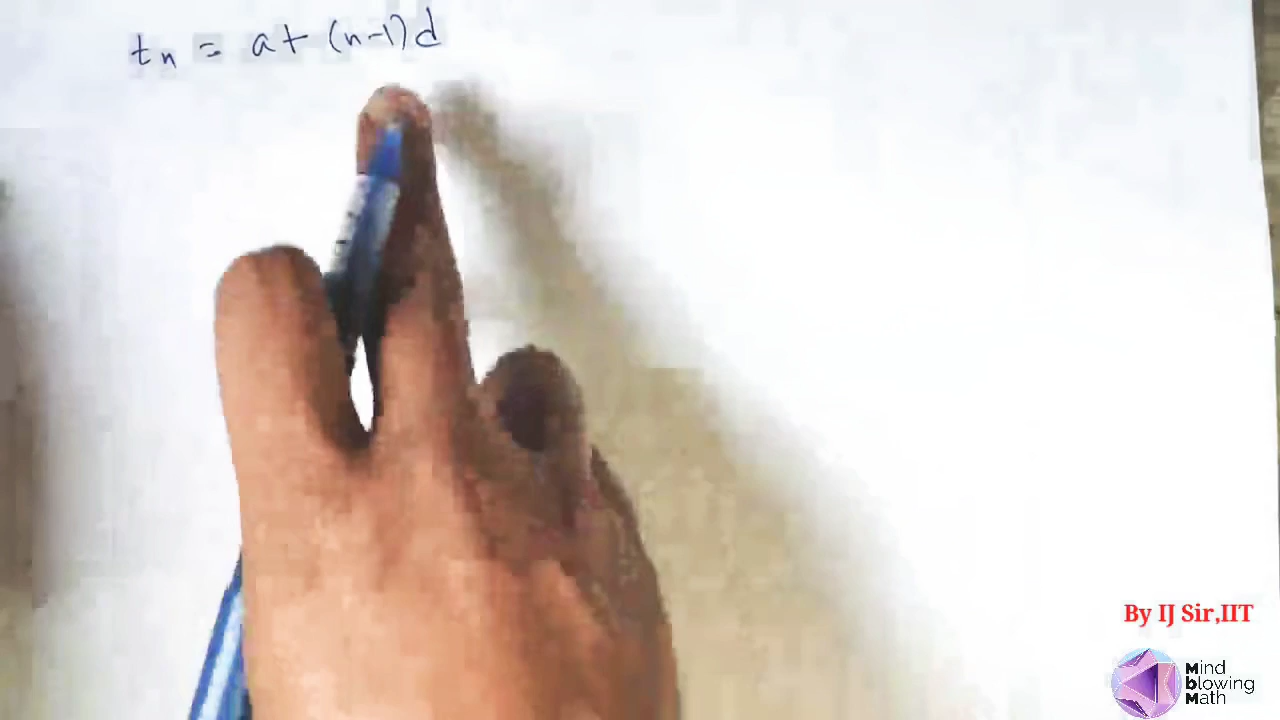 tn = a + (n-1)d
By IJ Sir,IIT
Mind
blowing
Math